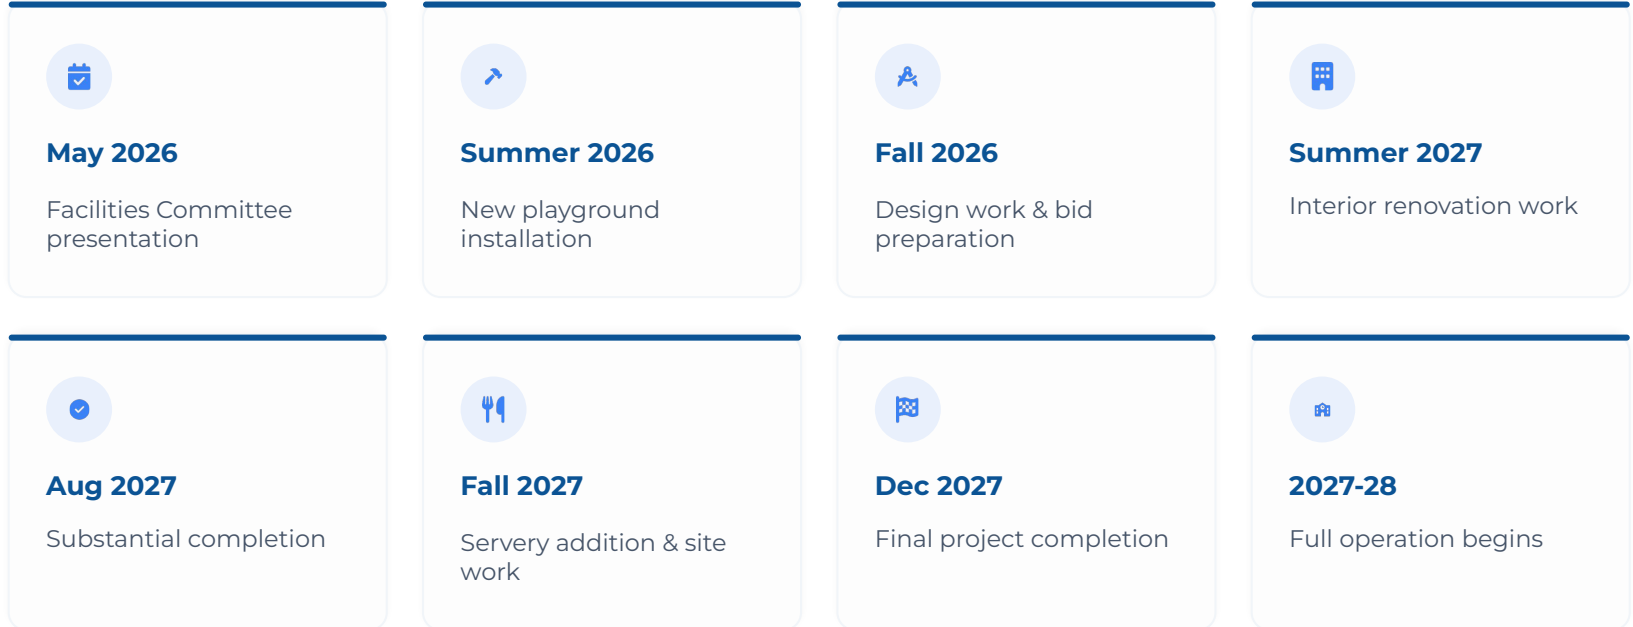 May 2026
Facilities Committee
presentation
Summer 2026
New playground
installation
Fall 2026
Design work & bid
preparation
Summer 2027
Interior renovation work
Aug 2027
Substantial completion
Fall 2027
Servery addition & site
work
Dec 2027
Final project completion
2027-28
Full operation begins